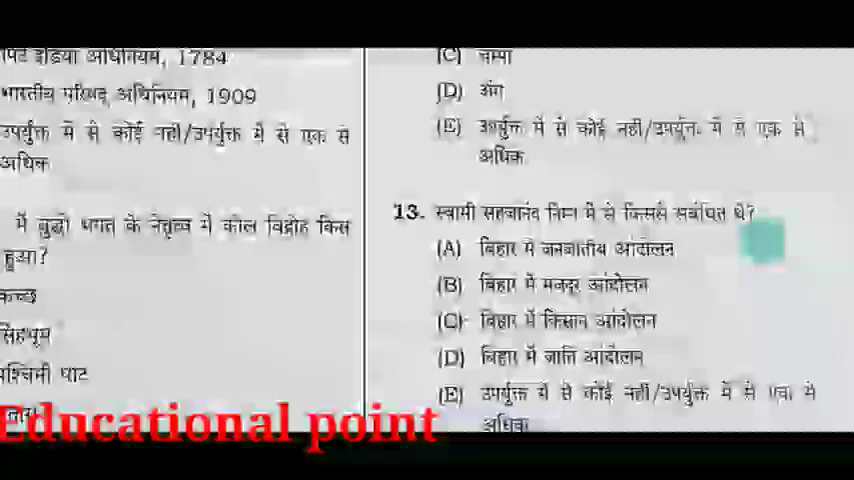 पिट इंडिया अधिनियम, 1784
भारतीय परिषद् अधिनियम, 1909
उपर्युक्त में से कोई नहीं/उपर्युक्त में से एक से
अधिक
में बुद्धो भगत के नेतृत्व में कोल विद्रोह किस
हुआ?
कच्छ
सिंहभूम
पश्चिमी घाट
(C) चम्पा
(D) अंग
(E) उपर्युक्त में से कोई नहीं/उपर्युक्त में से एक से
अधिक
13. स्वामी सहजानंद निम्न में से किससे संबंधित थे?
(A) बिहार में जनजातीय आंदोलन
(B) बिहार में मजदूर आंदोलन
(C) बिहार में किसान आंदोलन
(D) बिहार में जाति आंदोलन
(E) उपर्युक्त में से कोई नहीं/उपर्युक्त में से एक से
अधिक
Educational point